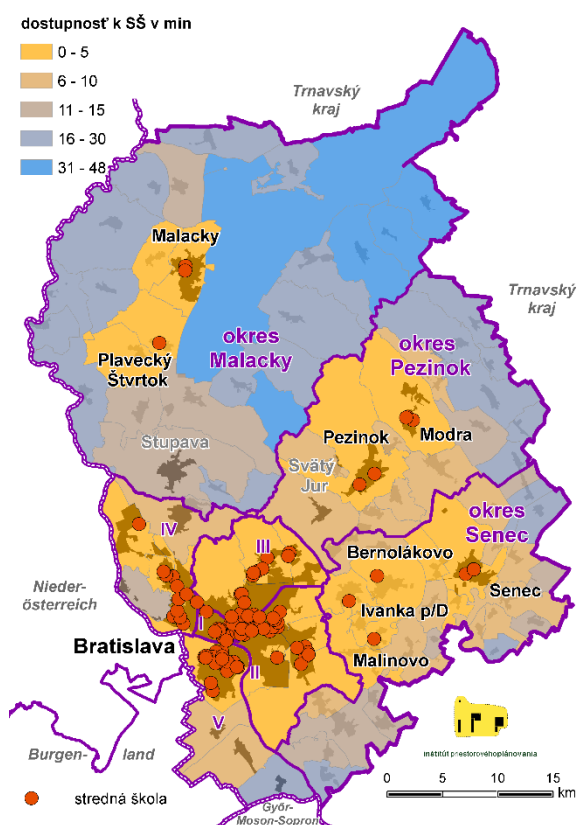 dostupnosť k SŠ v min
0 - 5
6 - 10
11 - 15
16 - 30
31 - 48
Trnavský
kraj
Malacky
Trnavský
kraj
okres
Malacky
okres
Pezinok
Plavecký
Štvrtok
Modra
Pezinok
Stupava
Svätý
Jur
okres
Senec
IV
III
Bernolákovo
Senec
Nieder-
österreich
Ivanka p/D
I
Bratislava
Malinovo
II
V
Burgen-
land
inštitút priestorovéhoplánovania
0 5 10 15
km
stredná škola
Győr-
Moson-Sopron